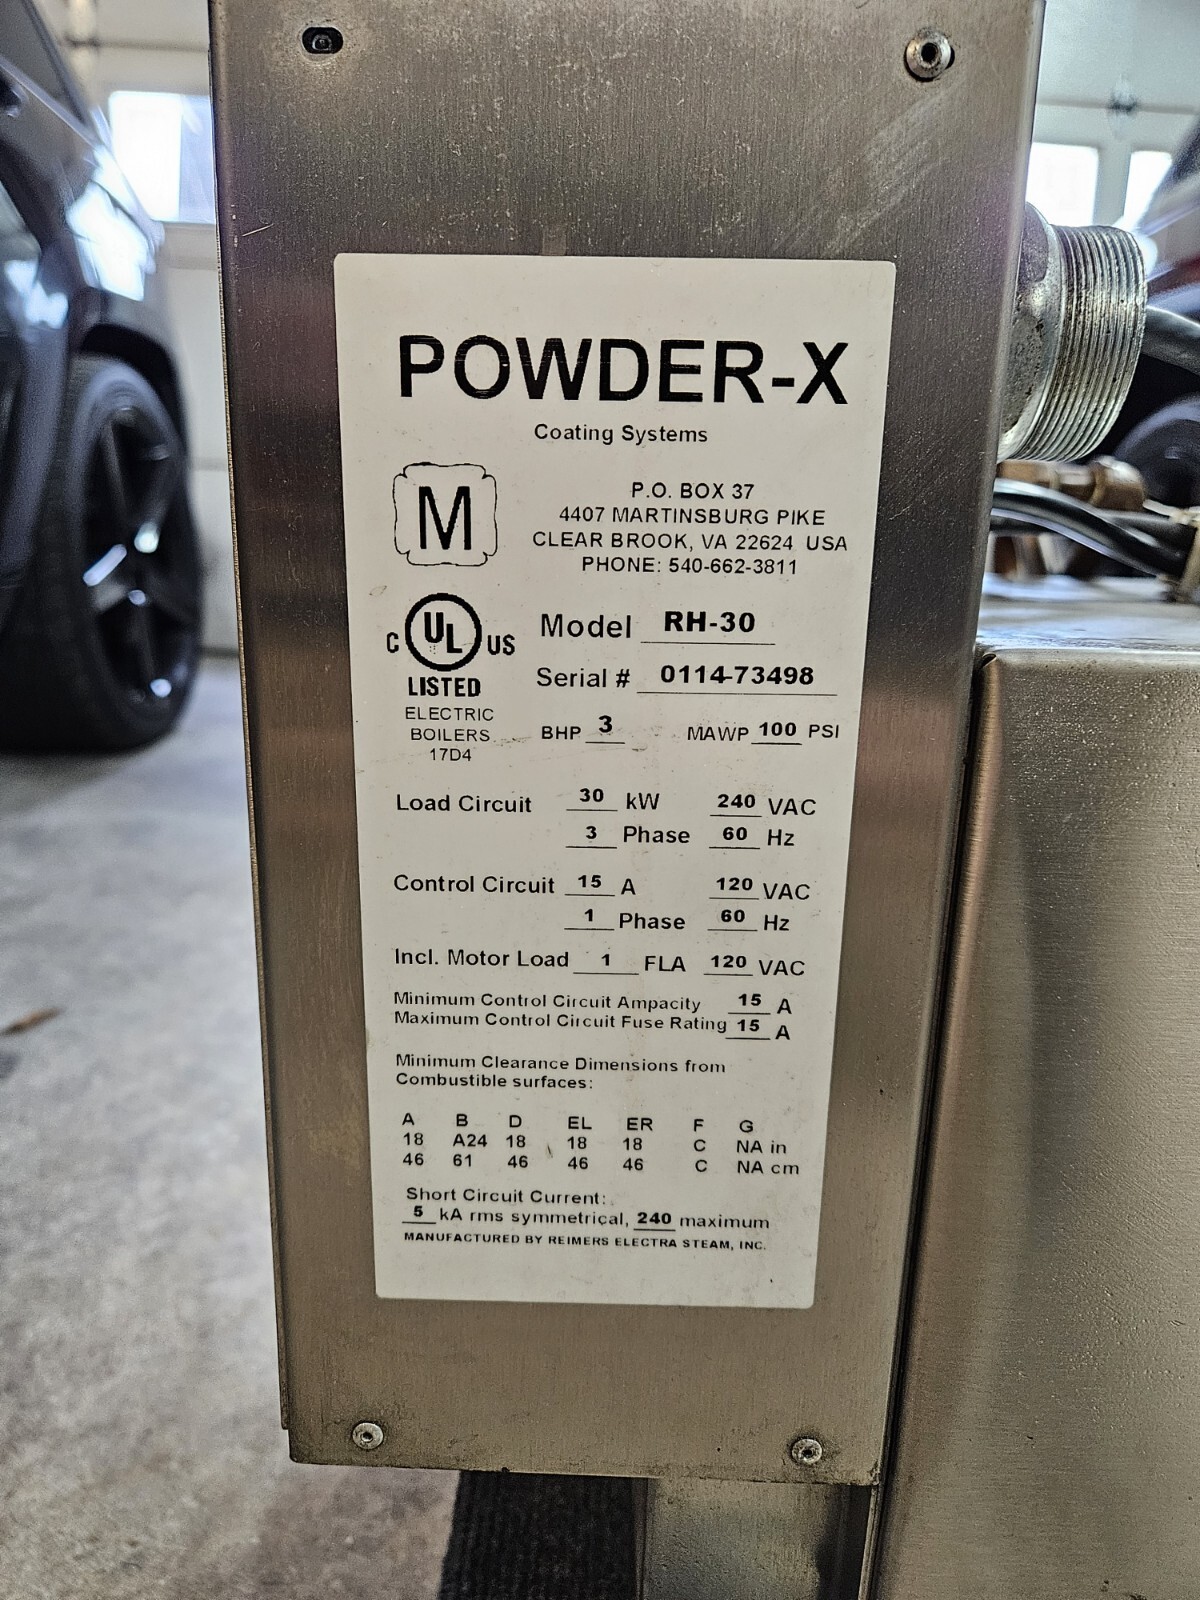 POWDER-X
Coating Systems
M
P.O. BOX 37
4407 MARTINSBURG PIKE
CLEAR BROOK, VA 22624 USA
PHONE: 540-662-3811
C UL US
LISTED
ELECTRIC
BOILERS
17D4
Model RH-30
Serial # 0114-73498
BHP 3 MAWP 100 PSI
Load Circuit 30 kW 240 VAC
3 Phase 60 Hz
Control Circuit 15 A 120 VAC
1 Phase 60 Hz
Incl. Motor Load 1 FLA 120 VAC
Minimum Control Circuit Ampacity 15 A
Maximum Control Circuit Fuse Rating 15 A
Minimum Clearance Dimensions from
Combustible surfaces:
A B D EL ER F G
18 A24 18 18 18 C NA in
46 61 46 46 46 C NA cm
Short Circuit Current:
5 kA rms symmetrical, 240 maximum
MANUFACTURED BY REIMERS ELECTRA STEAM, INC.